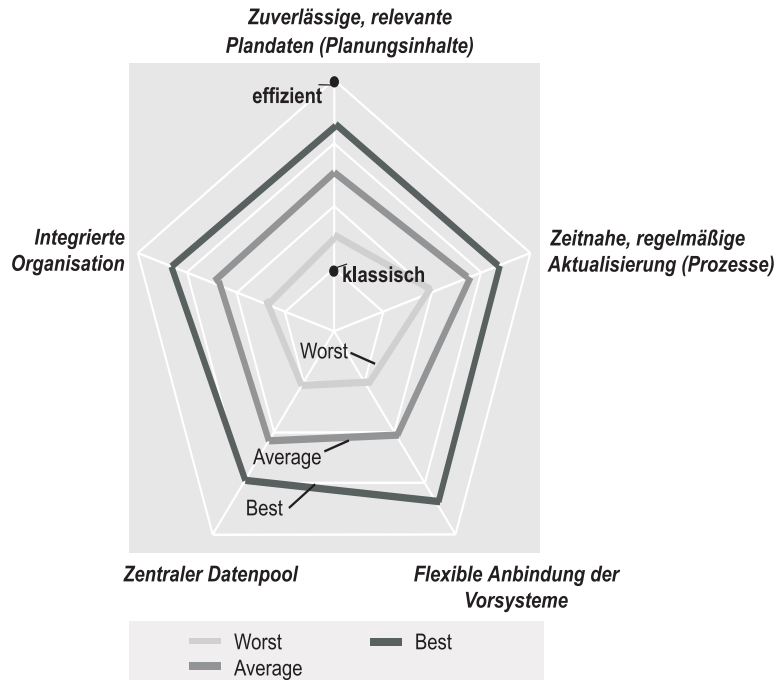 Zuverlässige, relevante
Plandaten (Planungsinhalte)
effizient
Integrierte
Organisation
Zeitnahe, regelmäßige
Aktualisierung (Prozesse)
klassisch
Worst
Average
Best
Zentraler Datenpool
Flexible Anbindung der
Vorsysteme
Worst
Best
Average